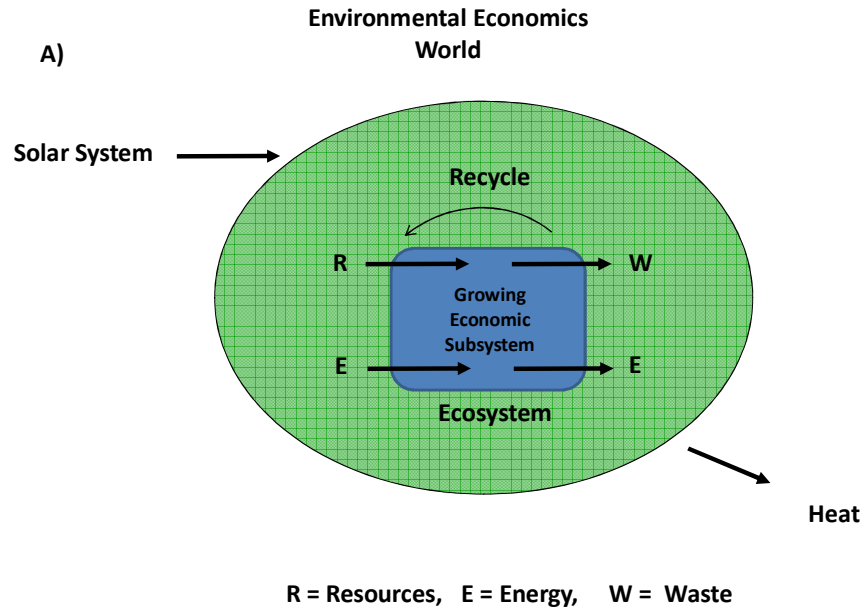 Environmental Economics
World
A)
Solar System
Recycle
R
W
Growing
Economic
Subsystem
E
E
Ecosystem
Heat
R = Resources, E = Energy, W = Waste